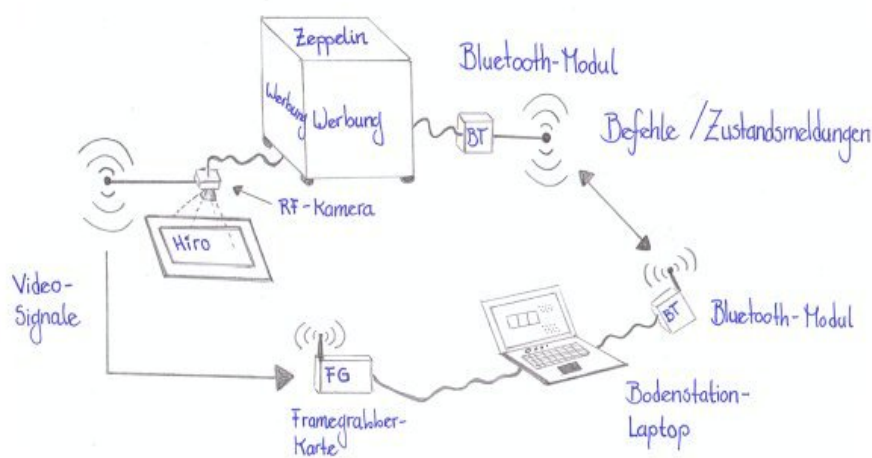 Zeppelin
Werbung
Werbung
Bluetooth-Modul
BT
Befehle / Zustandsmeldungen
RF-Kamera
Hiro
Video-
Signale
BT
Bluetooth-Modul
FG
Framegrabber-
Karte
Bodenstation-
Laptop